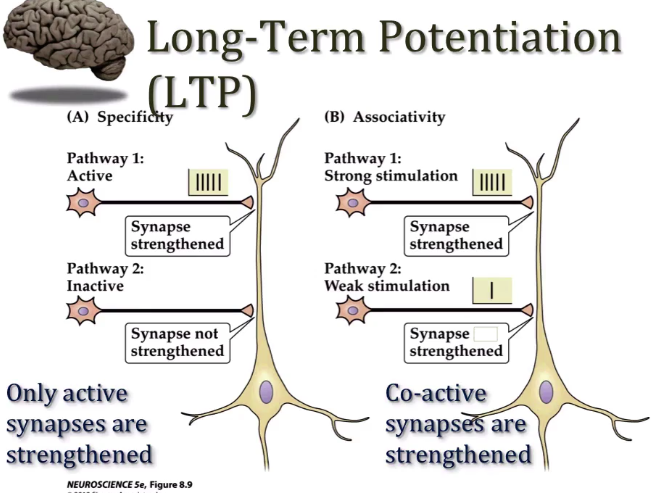 Long-Term Potentiation
(LTP)
(A) Specificity
Pathway 1:
Active
Synapse
strengthened
Pathway 2:
Inactive
Synapse not
strengthened
Only active
synapses are
strengthened
(B) Associativity
Pathway 1:
Strong stimulation
Synapse
strengthened
Pathway 2:
Weak stimulation
Synapse
strengthened
Co-active
synapses are
strengthened
NEUROSCIENCE 5e, Figure 8.9